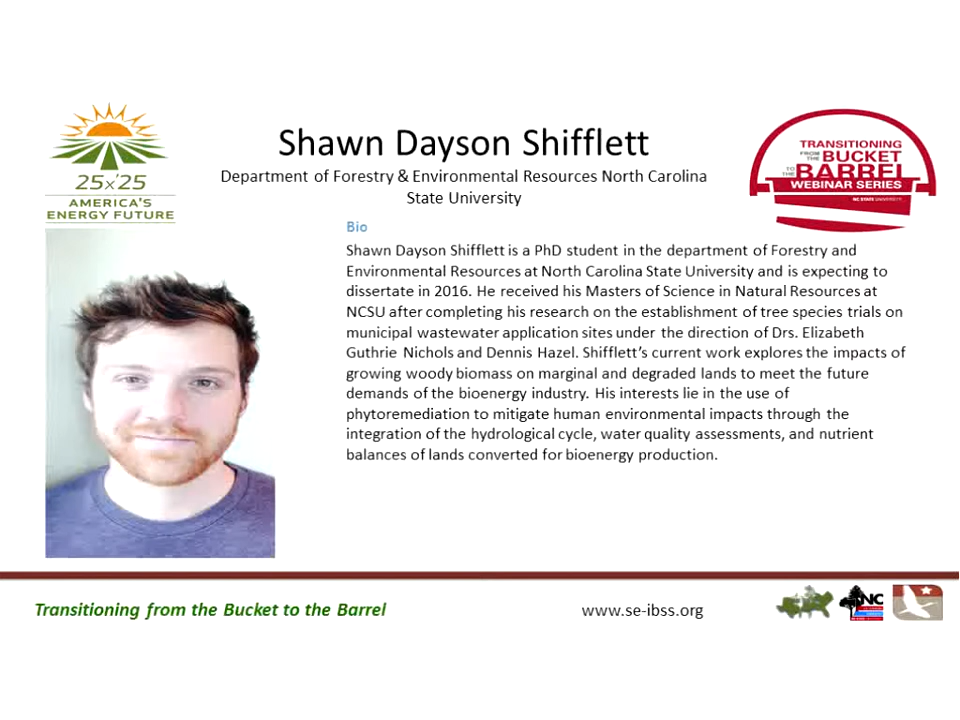 Shawn Dayson Shifflett
Department of Forestry & Environmental Resources North Carolina
State University
25x'25
AMERICA'S
ENERGY FUTURE
TRANSITIONING
FROM THE BUCKET
TO THE BARREL
WEBINAR SERIES
NC STATE UNIVERSITY
Bio
Shawn Dayson Shifflett is a PhD student in the department of Forestry and
Environmental Resources at North Carolina State University and is expecting to
dissertate in 2016. He received his Masters of Science in Natural Resources at
NCSU after completing his research on the establishment of tree species trials on
municipal wastewater application sites under the direction of Drs. Elizabeth
Guthrie Nichols and Dennis Hazel. Shifflett's current work explores the impacts of
growing woody biomass on marginal and degraded lands to meet the future
demands of the bioenergy industry. His interests lie in the use of
phytoremediation to mitigate human environmental impacts through the
integration of the hydrological cycle, water quality assessments, and nutrient
balances of lands converted for bioenergy production.
Transitioning from the Bucket to the Barrel
www.se-ibss.org
NC